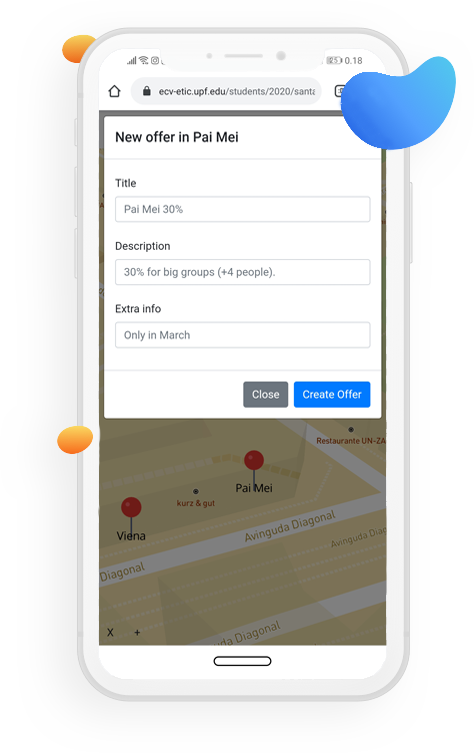 0.18
ecv-etic.upf.edu/students/2020/santa
New offer in Pai Mei
Title
Pai Mei 30%
Description
30% for big groups (+4 people).
Extra info
Only in March
Close
Create Offer
Restaurante UN-ZA
Pai Mei
kurz & gut
Viena
Avinguda Diagonal
Avinguda Diag
Diagonal
X +
uda Diagonal